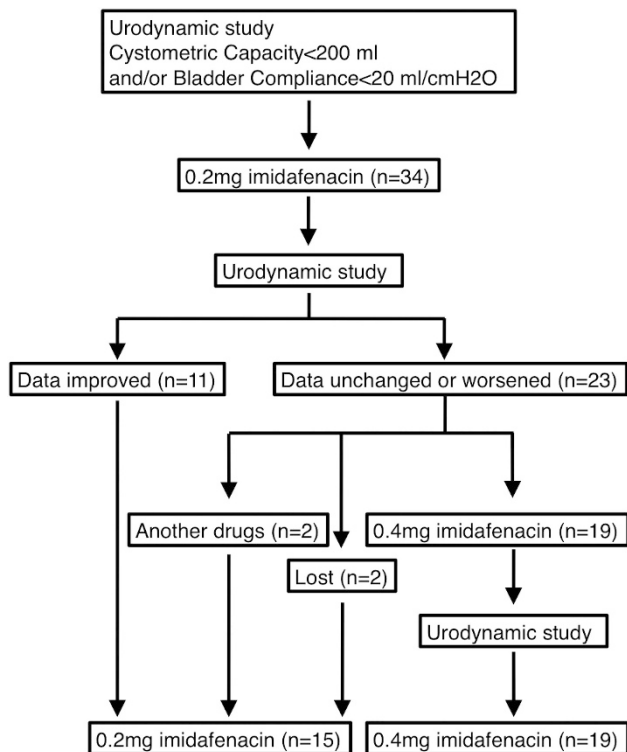 Urodynamic study
Cystometric Capacity<200 ml
and/or Bladder Compliance<20 ml/cmH2O
0.2mg imidafenacin (n=34)
Urodynamic study
Data improved (n=11)
Data unchanged or worsened (n=23)
Another drugs (n=2)
0.4mg imidafenacin (n=19)
Lost (n=2)
Urodynamic study
0.2mg imidafenacin (n=15)
0.4mg imidafenacin (n=19)